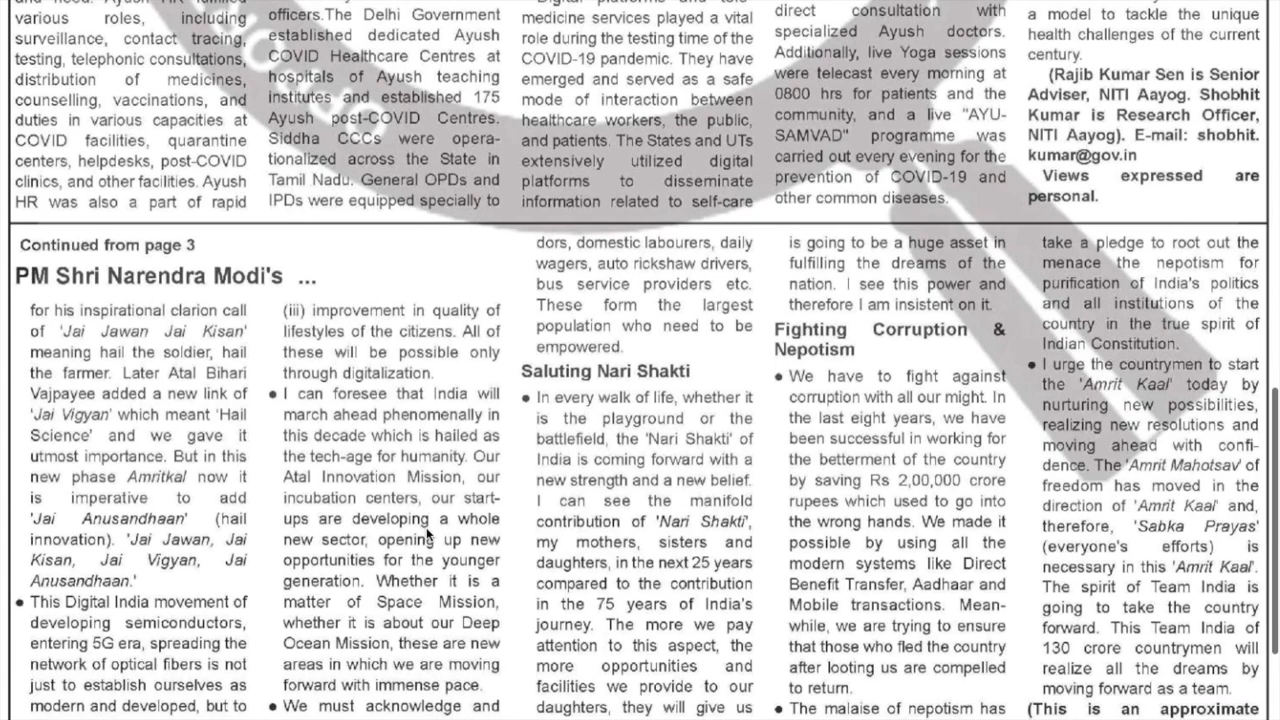 and need. Ayush HR fulfilled
various roles, including
surveillance, contact tracing,
testing, telephonic consultations,
distribution of medicines,
counselling, vaccinations, and
duties in various capacities at
COVID facilities, quarantine
centers, helpdesks, post-COVID
clinics, and other facilities. Ayush
HR was also a part of rapid
officers.The Delhi Government
established dedicated Ayush
COVID Healthcare Centres at
hospitals of Ayush teaching
institutes and established 175
Ayush post-COVID Centres.
Siddha CCCs were opera-
tionalized across the State in
Tamil Nadu. General OPDs and
IPDs were equipped specially to
Digital platforms and tele-
medicine services played a vital
role during the testing time of the
COVID-19 pandemic. They have
emerged and served as a safe
mode of interaction between
healthcare workers, the public,
and patients. The States and UTs
extensively utilized digital
platforms to disseminate
information related to self-care
direct consultation with
specialized Ayush doctors.
Additionally, live Yoga sessions
were telecast every morning at
0800 hrs for patients and the
community, and a live "AYU-
SAMVAD" programme was
carried out every evening for the
prevention of COVID-19 and
other common diseases.
a model to tackle the unique
health challenges of the current
century.
(Rajib Kumar Sen is Senior
Adviser, NITI Aayog. Shobhit
Kumar is Research Officer,
NITI Aayog). E-mail: shobhit.
kumar@gov.in
Views expressed are
personal.
Continued from page 3
PM Shri Narendra Modi's ...
for his inspirational clarion call
of 'Jai Jawan Jai Kisan'
meaning hail the soldier, hail
the farmer. Later Atal Bihari
Vajpayee added a new link of
'Jai Vigyan' which meant 'Hail
Science' and we gave it
utmost importance. But in this
new phase Amritkal now it
is imperative to add
'Jai Anusandhaan' (hail
innovation). 'Jai Jawan, Jai
Kisan, Jai Vigyan, Jai
Anusandhaan.'
● This Digital India movement of
developing semiconductors,
entering 5G era, spreading the
network of optical fibers is not
just to establish ourselves as
modern and developed, but to
(iii) improvement in quality of
lifestyles of the citizens. All of
these will be possible only
through digitalization.
● I can foresee that India will
march ahead phenomenally in
this decade which is hailed as
the tech-age for humanity. Our
Atal Innovation Mission, our
incubation centers, our start-
ups are developing a whole
new sector, opening up new
opportunities for the younger
generation. Whether it is a
matter of Space Mission,
whether it is about our Deep
Ocean Mission, these are new
areas in which we are moving
forward with immense pace.
● We must acknowledge and
dors, domestic labourers, daily
wagers, auto rickshaw drivers,
bus service providers etc.
These form the largest
population who need to be
empowered.
Saluting Nari Shakti
● In every walk of life, whether it
is the playground or the
battlefield, the 'Nari Shakti' of
India is coming forward with a
new strength and a new belief.
I can see the manifold
contribution of 'Nari Shakti',
my mothers, sisters and
daughters, in the next 25 years
compared to the contribution
in the 75 years of India's
journey. The more we pay
attention to this aspect, the
more opportunities and
facilities we provide to our
daughters, they will give us
is going to be a huge asset in
fulfilling the dreams of the
nation. I see this power and
therefore I am insistent on it.
Fighting Corruption &
Nepotism
● We have to fight against
corruption with all our might. In
the last eight years, we have
been successful in working for
the betterment of the country
by saving Rs 2,00,000 crore
rupees which used to go into
the wrong hands. We made it
possible by using all the
modern systems like Direct
Benefit Transfer, Aadhaar and
Mobile transactions. Mean-
while, we are trying to ensure
that those who fled the country
after looting us are compelled
to return.
● The malaise of nepotism has
take a pledge to root out the
menace the nepotism for
purification of India's politics
and all institutions of the
country in the true spirit of
Indian Constitution.
● I urge the countrymen to start
the 'Amrit Kaal' today by
nurturing new possibilities,
realizing new resolutions and
moving ahead with confi-
dence. The 'Amrit Mahotsav' of
freedom has moved in the
direction of 'Amrit Kaal' and,
therefore, 'Sabka Prayas'
(everyone's efforts) is
necessary in this 'Amrit Kaal'.
The spirit of Team India is
going to take the country
forward. This Team India of
130 crore countrymen will
realize all the dreams by
moving forward as a team.
(This is an approximate